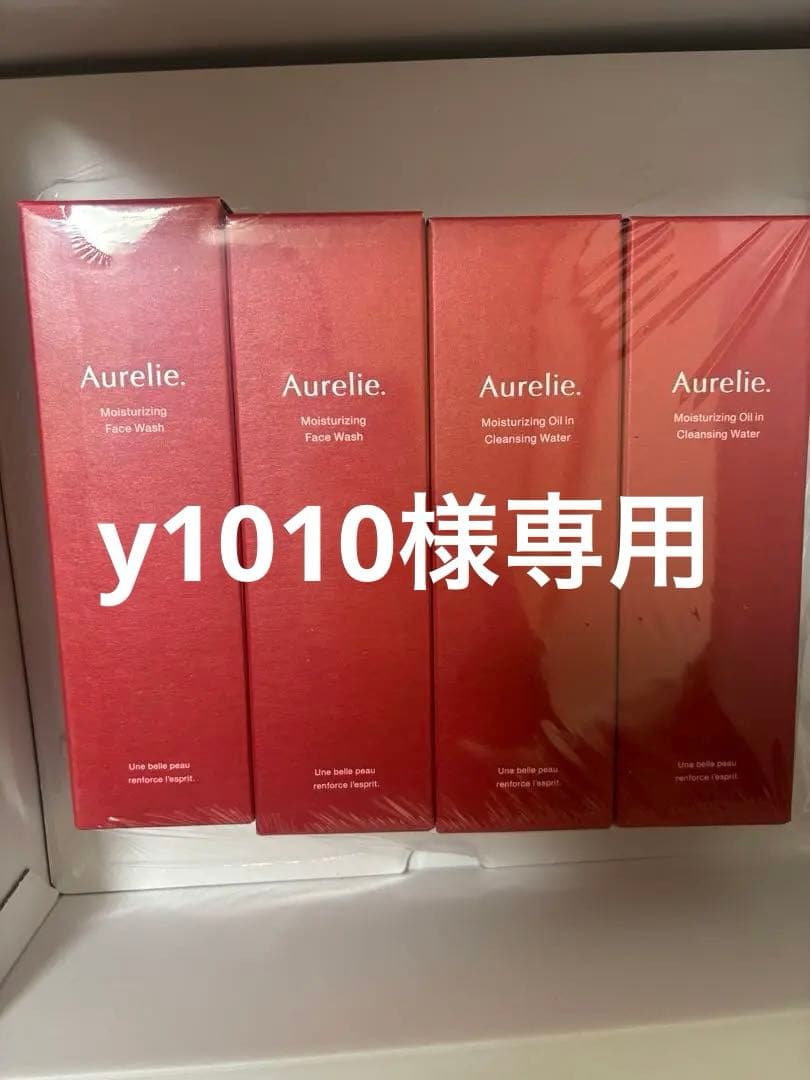 Aurelie.
Moisturizing
Face Wash
Aurelie.
Moisturizing
Face Wash
Aurelie.
Moisturizing Oil in
Cleansing Water
Aurelie.
Moisturizing Oil in
Cleansing Water
y1010様専用
Une belle peau
renforce l'esprit.
Une belle peau
renforce l'esprit.
Une belle peau
renforce l'esprit.
Une belle peau
renforce l'esprit.